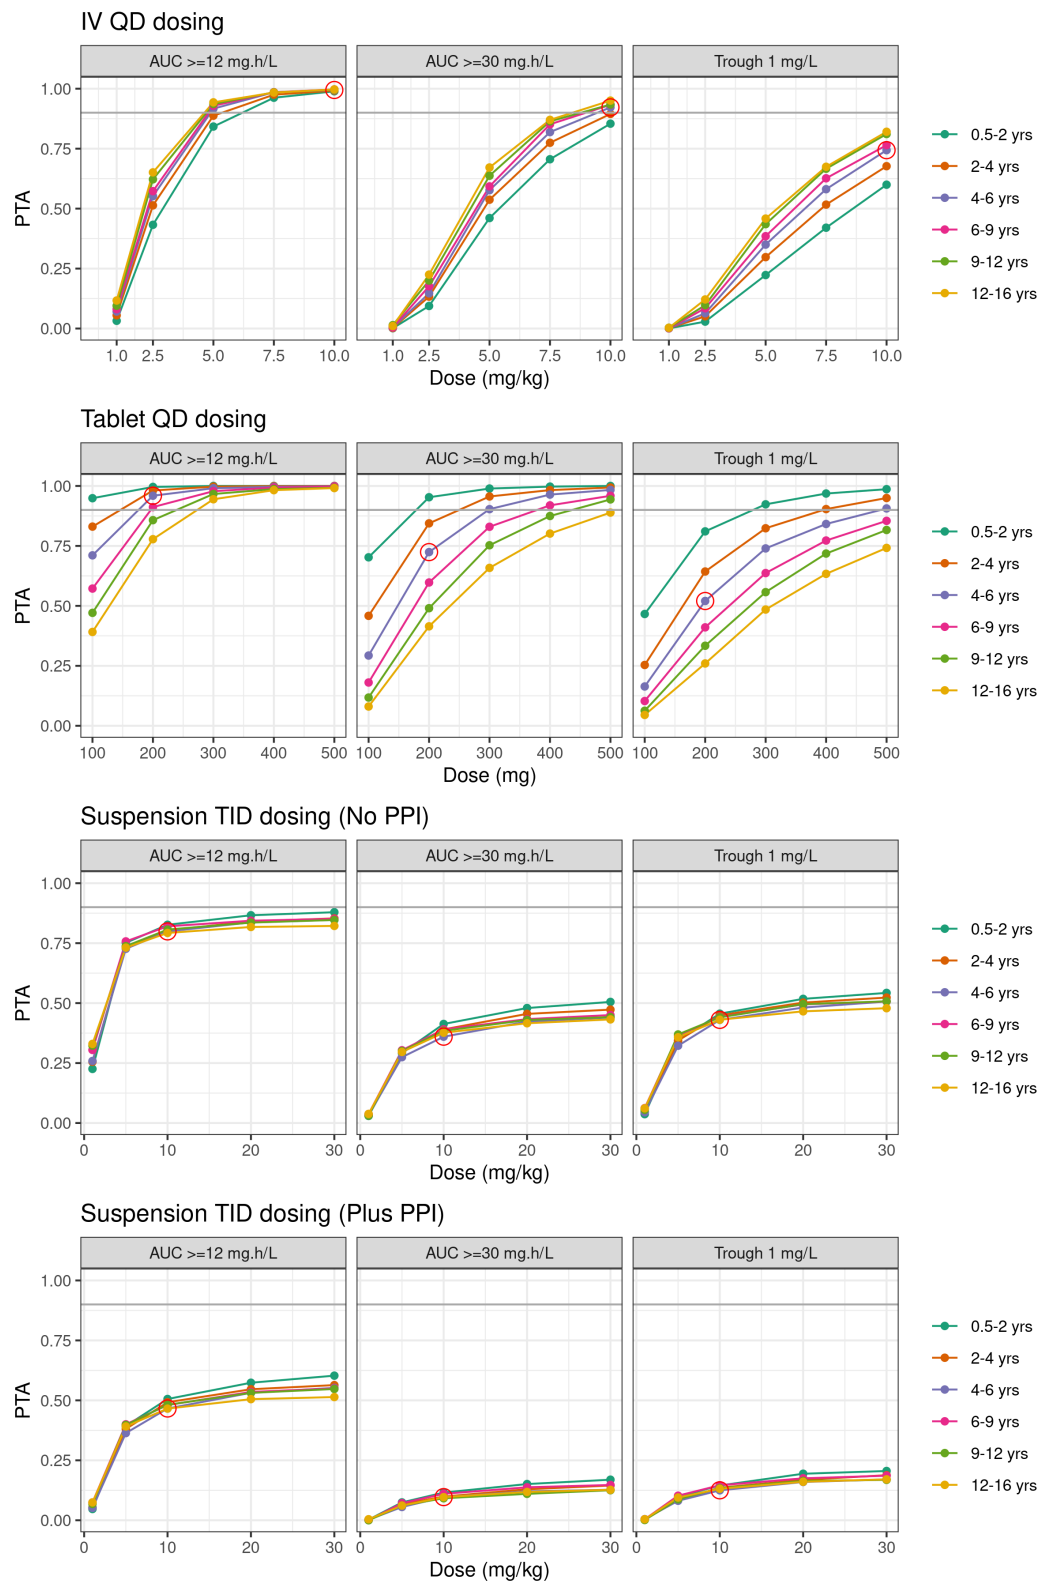 IV QD dosing
AUC >=12 mg.h/L AUC >=30 mg.h/L Trough 1 mg/L
PTA
1.00
0.75
0.50
0.25
0.00
1.0 2.5 5.0 7.5 10.0 1.0 2.5 5.0 7.5 10.0 1.0 2.5 5.0 7.5 10.0
Dose (mg/kg)
0.5-2 yrs
2-4 yrs
4-6 yrs
6-9 yrs
9-12 yrs
12-16 yrs
Tablet QD dosing
AUC >=12 mg.h/L AUC >=30 mg.h/L Trough 1 mg/L
PTA
1.00
0.75
0.50
0.25
0.00
100 200 300 400 500 100 200 300 400 500 100 200 300 400 500
Dose (mg)
0.5-2 yrs
2-4 yrs
4-6 yrs
6-9 yrs
9-12 yrs
12-16 yrs
Suspension TID dosing (No PPI)
AUC >=12 mg.h/L AUC >=30 mg.h/L Trough 1 mg/L
PTA
1.00
0.75
0.50
0.25
0.00
0 10 20 30 0 10 20 30 0 10 20 30
Dose (mg/kg)
0.5-2 yrs
2-4 yrs
4-6 yrs
6-9 yrs
9-12 yrs
12-16 yrs
Suspension TID dosing (Plus PPI)
AUC >=12 mg.h/L AUC >=30 mg.h/L Trough 1 mg/L
PTA
1.00
0.75
0.50
0.25
0.00
0 10 20 30 0 10 20 30 0 10 20 30
Dose (mg/kg)
0.5-2 yrs
2-4 yrs
4-6 yrs
6-9 yrs
9-12 yrs
12-16 yrs